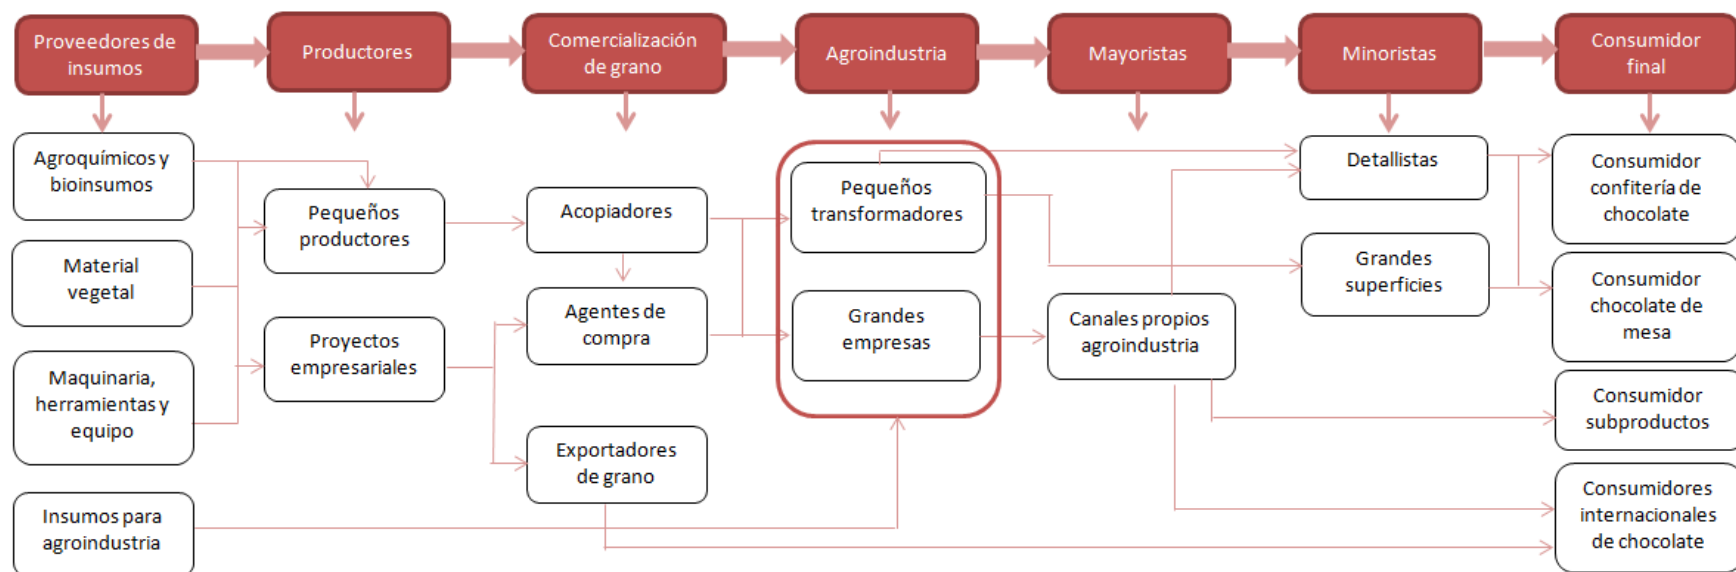 Proveedores de
insumos
Productores
Comercialización
de grano
Agroindustria
Mayoristas
Minoristas
Consumidor
final
Agroquímicos y
bioinsumos
Material
vegetal
Maquinaria,
herramientas y
equipo
Insumos para
agroindustria
Pequeños
productores
Proyectos
empresariales
Acopiadores
Agentes de
compra
Exportadores
de grano
Pequeños
transformadores
Grandes
empresas
Canales propios
agroindustria
Detallistas
Grandes
superficies
Consumidor
confitería de
chocolate
Consumidor
chocolate de
mesa
Consumidor
subproductos
Consumidores
internacionales
de chocolate